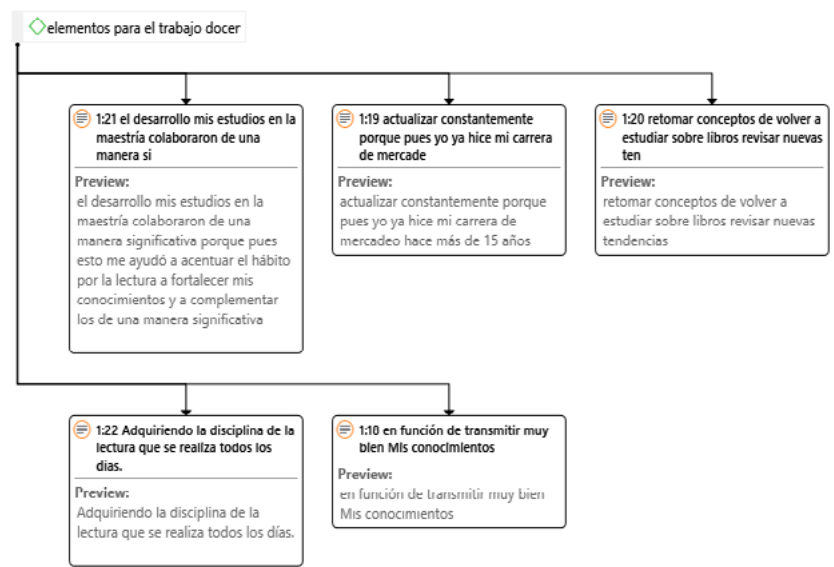 elementos para el trabajo docer
1:21 el desarrollo mis estudios en la
maestría colaboraron de una
manera si
Preview:
el desarrollo mis estudios en la
maestría colaboraron de una
manera significativa porque pues
esto me ayudó a acentuar el hábito
por la lectura a fortalecer mis
conocimientos y a complementar
los de una manera significativa
1:19 actualizar constantemente
porque pues yo ya hice mi carrera
de mercade
Preview:
actualizar constantemente porque
pues yo ya hice mi carrera de
mercadeo hace más de 15 años
1:20 retomar conceptos de volver a
estudiar sobre libros revisar nuevas
ten
Preview:
retomar conceptos de volver a
estudiar sobre libros revisar nuevas
tendencias
1:22 Adquiriendo la disciplina de la
lectura que se realiza todos los
días.
Preview:
Adquiriendo la disciplina de la
lectura que se realiza todos los días.
1:10 en función de transmitir muy
bien Mis conocimientos
Preview:
en función de transmitir muy bien
Mis conocimientos